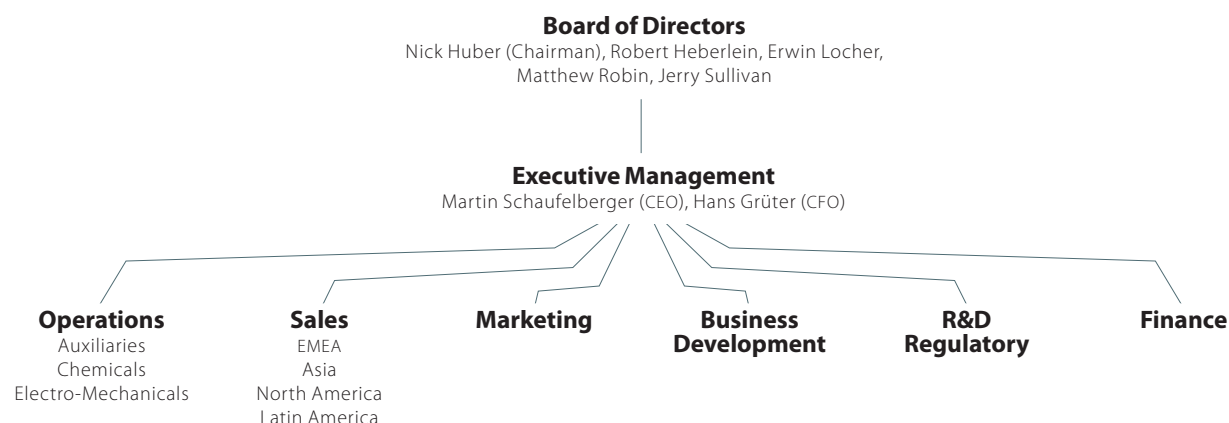 Board of Directors
Nick Huber (Chairman), Robert Heberlein, Erwin Locher,
Matthew Robin, Jerry Sullivan
Executive Management
Martin Schaufelberger (CEO), Hans Grüter (CFO)
Operations
Auxiliaries
Chemicals
Electro-Mechanicals
Sales
EMEA
Asia
North America
Latin America
Marketing
Business
Development
R&D
Regulatory
Finance